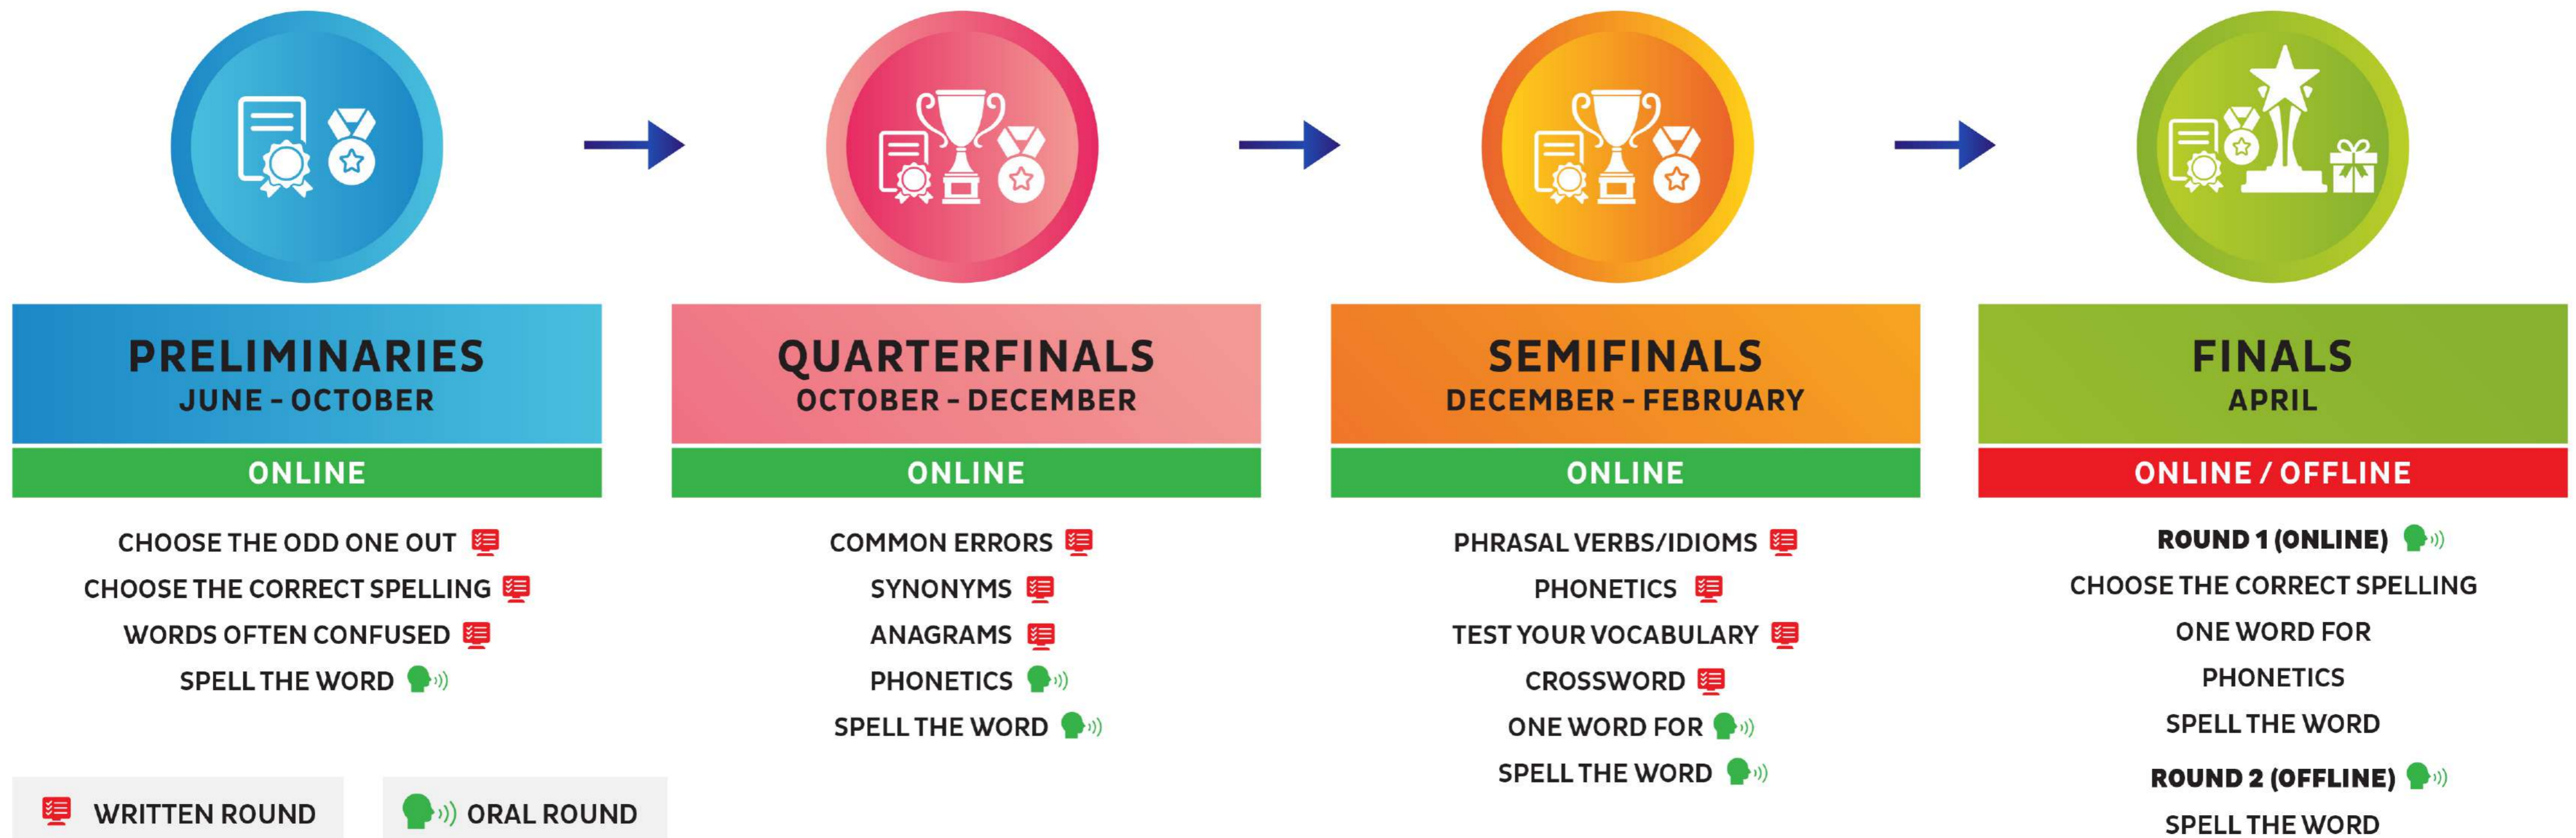 PRELIMINARIES
JUNE - OCTOBER
ONLINE
CHOOSE THE ODD ONE OUT
CHOOSE THE CORRECT SPELLING
WORDS OFTEN CONFUSED
SPELL THE WORD
QUARTERFINALS
OCTOBER - DECEMBER
ONLINE
COMMON ERRORS
SYNONYMS
ANAGRAMS
PHONETICS
SPELL THE WORD
SEMIFINALS
DECEMBER - FEBRUARY
ONLINE
PHRASAL VERBS/IDIOMS
PHONETICS
TEST YOUR VOCABULARY
CROSSWORD
ONE WORD FOR
SPELL THE WORD
FINALS
APRIL
ONLINE / OFFLINE
ROUND 1 (ONLINE)
CHOOSE THE CORRECT SPELLING
ONE WORD FOR
PHONETICS
SPELL THE WORD
ROUND 2 (OFFLINE)
SPELL THE WORD
WRITTEN ROUND
ORAL ROUND